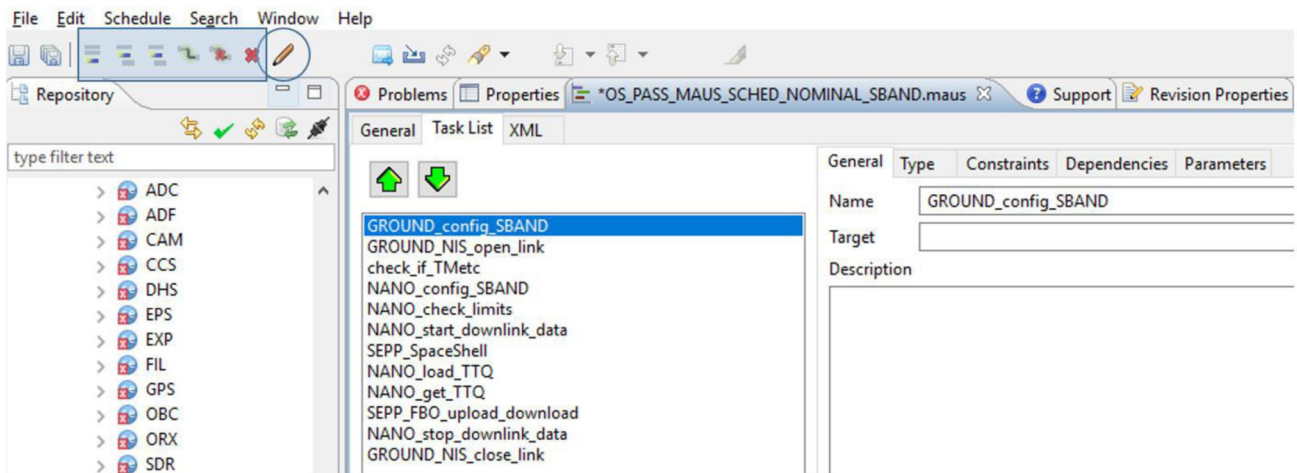 File Edit Schedule Search Window Help
Repository
Problems Properties *OS_PASS_MAUS_SCHED_NOMINAL_SBAND.maus Support Revision Properties
General Task List XML
type filter text
ADC
ADF
CAM
CCS
DHS
EPS
EXP
FIL
GPS
OBC
ORX
SDR
GROUND_config_SBAND
GROUND_NIS_open_link
check_if_TMetc
NANO_config_SBAND
NANO_check_limits
NANO_start_downlink_data
SEPP_SpaceShell
NANO_load_TTQ
NANO_get_TTQ
SEPP_FBO_upload_download
NANO_stop_downlink_data
GROUND_NIS_close_link
General Type Constraints Dependencies Parameters
Name GROUND_config_SBAND
Target
Description